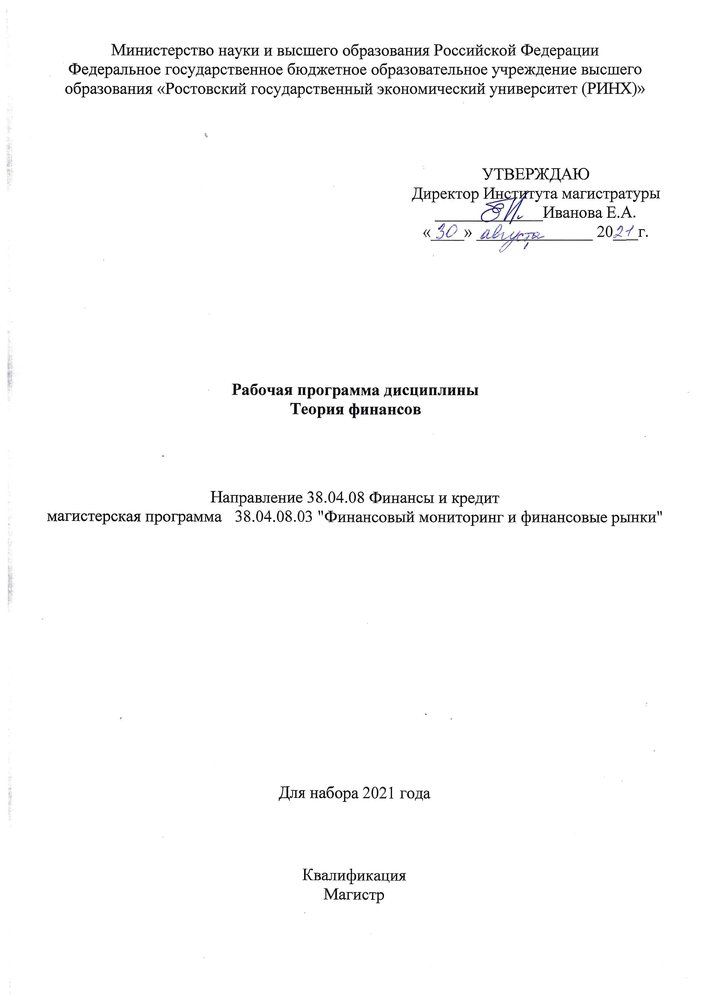 Министерство науки и высшего образования Российской Федерации
Федеральное государственное бюджетное образовательное учреждение высшего
образования «Ростовский государственный экономический университет (РИНХ)»
УТВЕРЖДАЮ
Директор Института магистратуры
Иванова Е.А.
«30» августа 2021г.
Рабочая программа дисциплины
Теория финансов
Направление 38.04.08 Финансы и кредит
магистерская программа 38.04.08.03 "Финансовый мониторинг и финансовые рынки"
Для набора 2021 года
Квалификация
Магистр